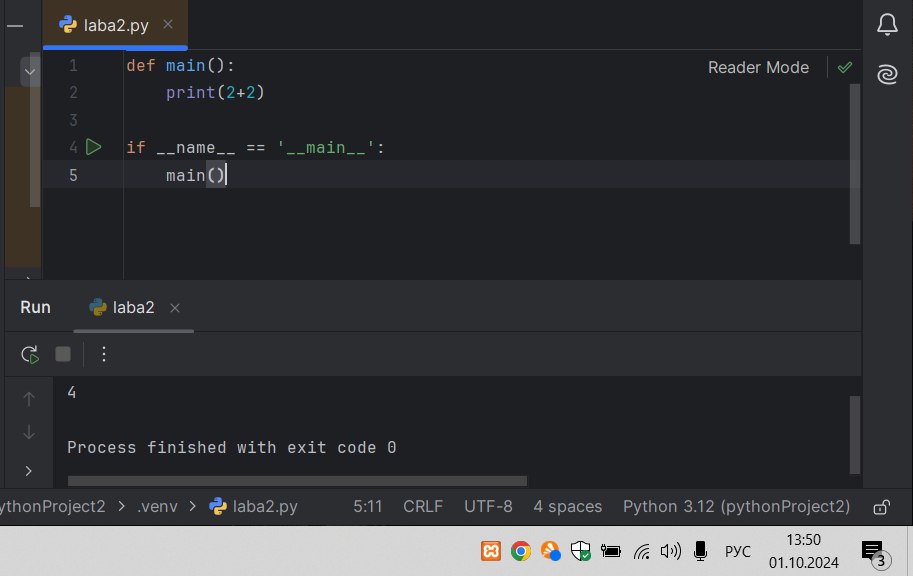 laba2.py
1 def main():
2 print(2+2)
Reader Mode
3
4 if __name__ == '__main__':
5 main()
Run laba2
4
Process finished with exit code 0
ythonProject2 > .venv > laba2.py 5:11 CRLF UTF-8 4 spaces Python 3.12 (pythonProject2)
РУС
13:50
01.10.2024
3